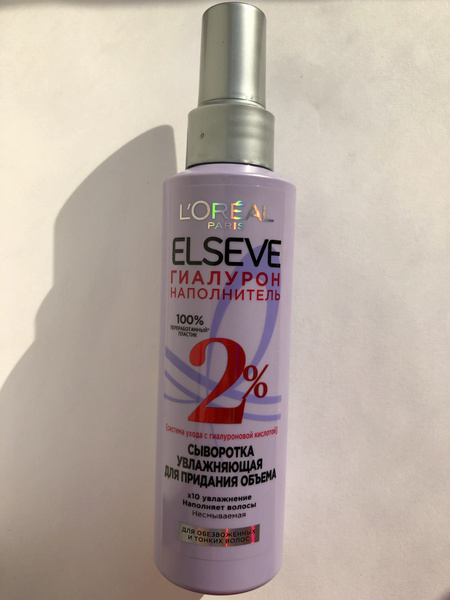 L'ORÉAL
PARIS
ELSEVE
ГИАЛУРОН
НАПОЛНИТЕЛЬ
100%
ПЕРЕРАБОТАННЫЙ*
ПЛАСТИК
2%
[система ухода с гиалуроновой кислотой]
СЫВОРОТКА
УВЛАЖНЯЮЩАЯ
ДЛЯ ПРИДАНИЯ ОБЪЕМА
х10 увлажнение
Наполняет волосы
Несмываемая
ДЛЯ ОБЕЗВОЖЕННЫХ
И ТОНКИХ ВОЛОС